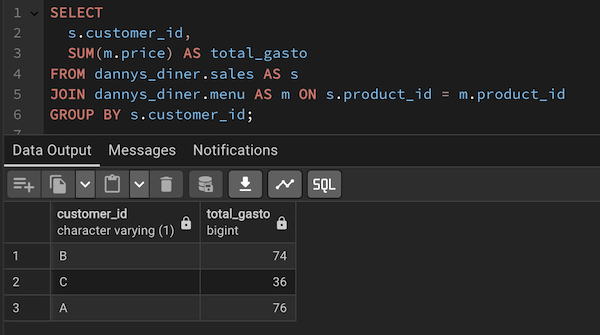 1 SELECT
2 s.customer_id,
3 SUM(m.price) AS total_gasto
4 FROM dannys_diner.sales AS s
5 JOIN dannys_diner.menu AS m ON s.product_id = m.product_id
6 GROUP BY s.customer_id;
7
Data Output Messages Notifications
SQL
customer_id total_gasto
character varying (1) bigint
1 B 74
2 C 36
3 A 76